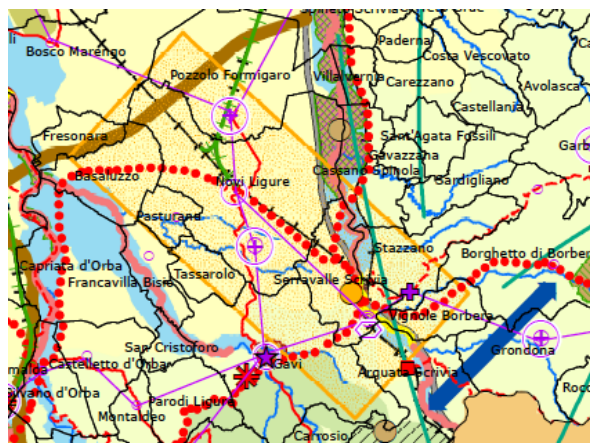 Paderna
Bosco Marengo
Costa Vescovato
Pozzolo Formigaro
Villalvernia
Carezzano
Avolasca
Castellania
Fresonara
Sant'Agata Fossili
Gavazzana
Cassano Spinola
Basaluzzo
Novi Ligure
Sardigliano
Pasturana
Stazzano
Borghetto di Borber
Capriata d'Orba
Tassarolo
Francavilla Bisio
Serravalle Scrivia
Vignole Borbera
San Cristoforo
Grondona
Castelletto d'Orba
Gavi
Arquata Scrivia
Parodi Ligure
Montaldeo
Carrosio